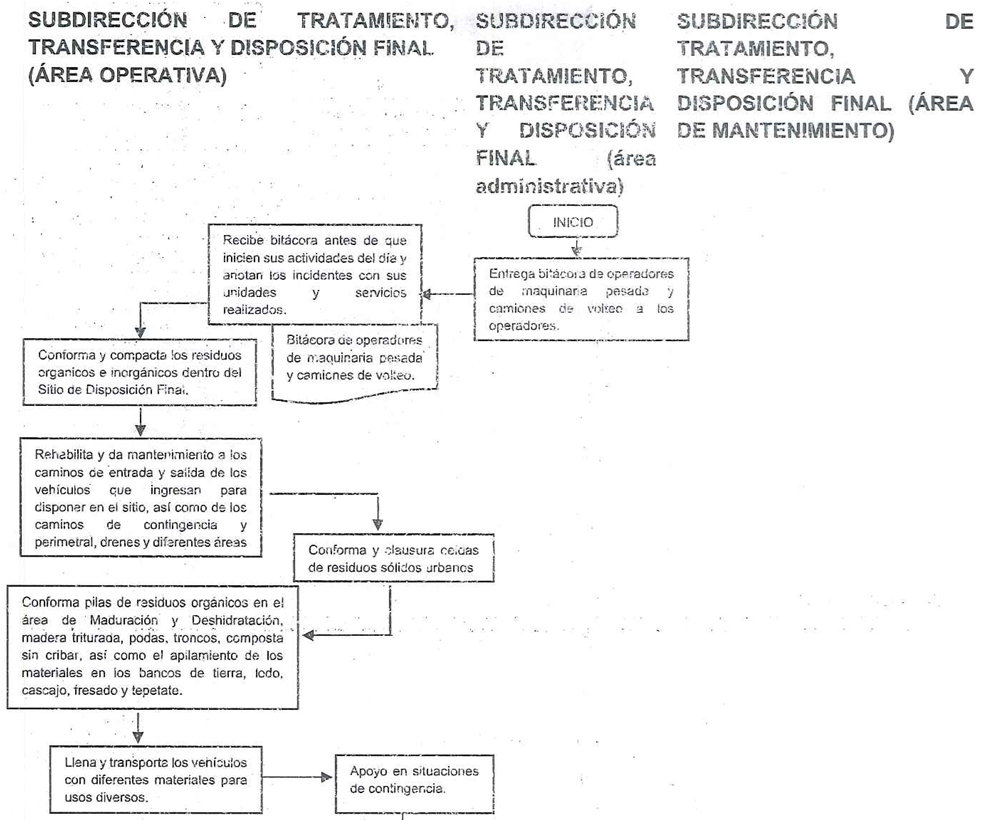 SUBDIRECCIÓN DE TRATAMIENTO,
TRANSFERENCIA Y DISPOSICIÓN FINAL
(ÁREA OPERATIVA)
SUBDIRECCIÓN
DE
TRATAMIENTO,
TRANSFERENCIA
Y DISPOSICIÓN
FINAL (área
administrativa)
SUBDIRECCIÓN DE
TRATAMIENTO,
TRANSFERENCIA Y
DISPOSICIÓN FINAL (ÁREA
DE MANTENIMIENTO)
INICIO
Entrega bitácora de operadores
de maquinaria pesada y
camiones de volteo a los
operadores.
Recibe bitácora antes de que
inicien sus actividades del día y
anotan los incidentes con sus
unidades y servicios
realizados.
Bitácora de operadores
de maquinaria pesada
y camiones de volteo.
Conforma y compacta los residuos
organicos e inorgánicos dentro del
Sitio de Disposición Final.
Rehabilita y da mantenimiento a los
caminos de entrada y salida de los
vehículos que ingresan para
disponer en el sitio, así como de los
caminos de contingencia y
perimetral, drenes y diferentes áreas
Conforma y clausura celdas
de residuos sólidos urbanos
Conforma pilas de residuos orgánicos en el
área de Maduración y Deshidratación,
madera triturada, podas, troncos, composta
sin cribar, así como el apilamiento de los
materiales en los bancos de tierra, lodo,
cascajo, fresado y tepetate.
Llena y transporta los vehículos
con diferentes materiales para
usos diversos.
Apoyo en situaciones
de contingencia.